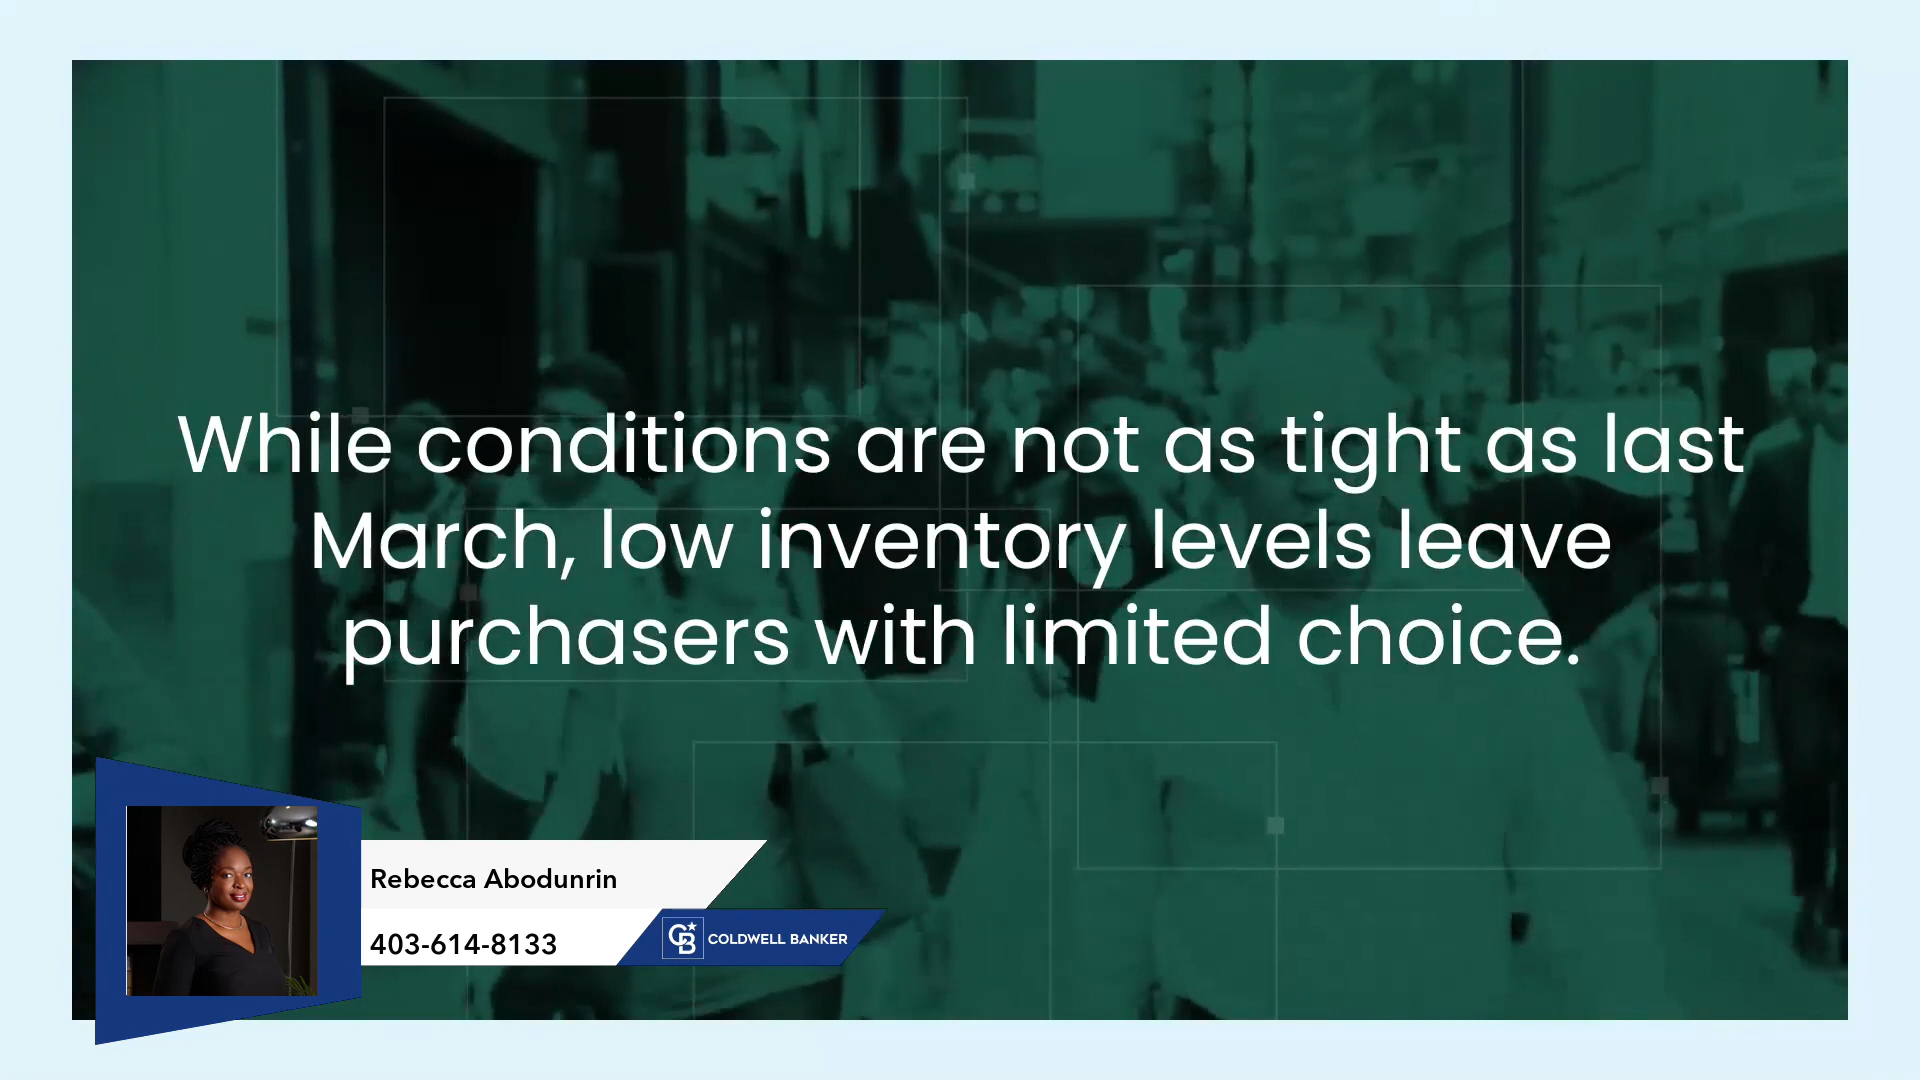 While conditions are not as tight as last
March, low inventory levels leave
purchasers with limited choice.
Rebecca Abodunrin
403-614-8133
CB COLDWELL BANKER